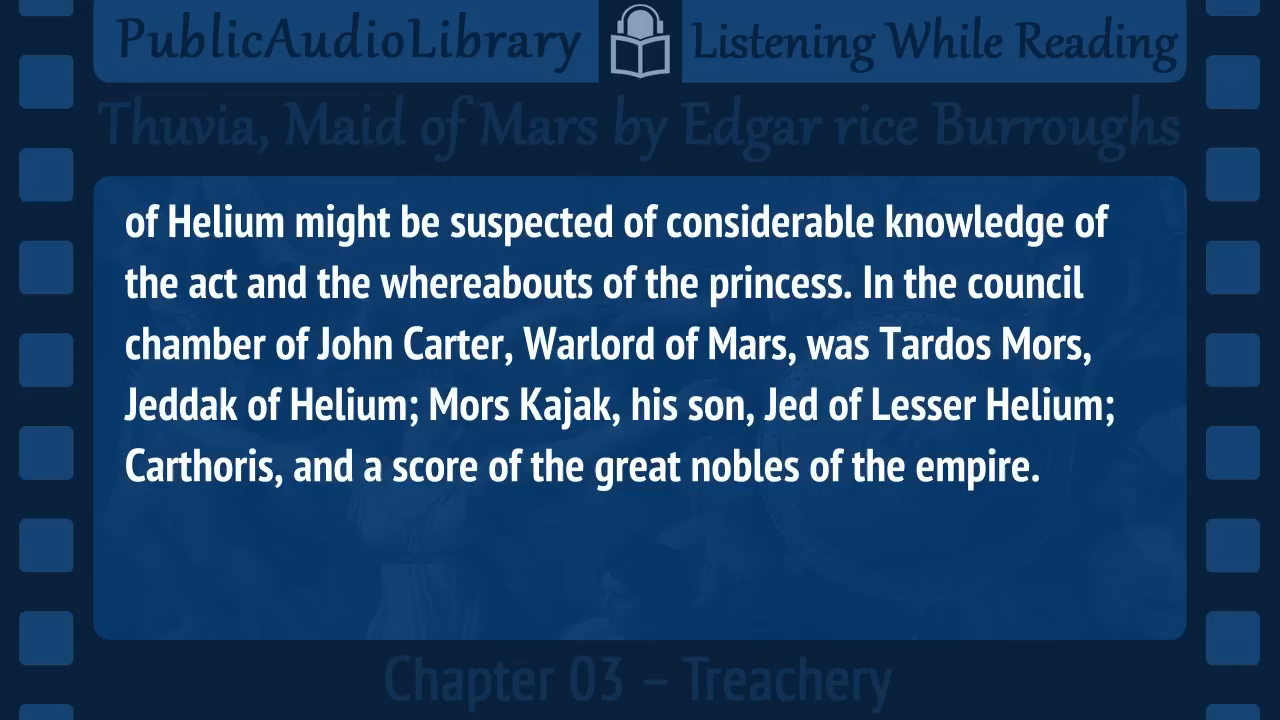 PublicAudioLibrary Listening While Reading
Thuvia, Maid of Mars by Edgar rice Burroughs
of Helium might be suspected of considerable knowledge of
the act and the whereabouts of the princess. In the council
chamber of John Carter, Warlord of Mars, was Tardos Mors,
Jeddak of Helium; Mors Kajak, his son, Jed of Lesser Helium;
Carthoris, and a score of the great nobles of the empire.
Chapter 03 – Treachery